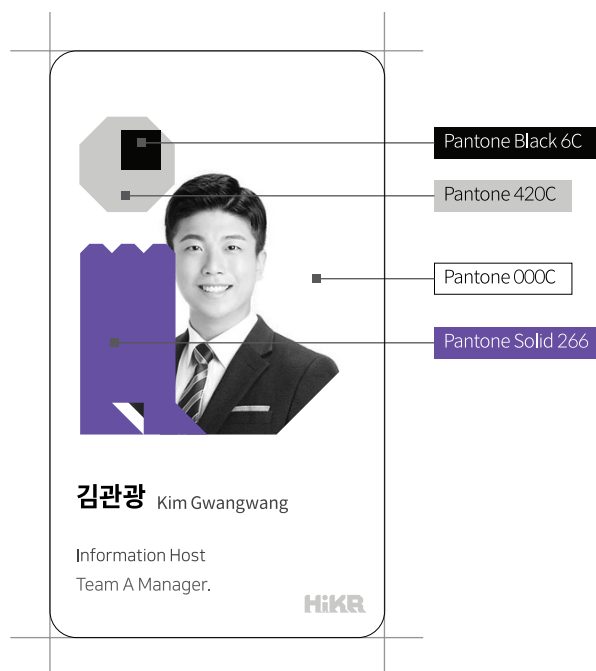 Pantone Black 6C
Pantone 420C
Pantone 000C
Pantone Solid 266
김관광 Kim Gwangwang
Information Host
Team A Manager.
HiKR